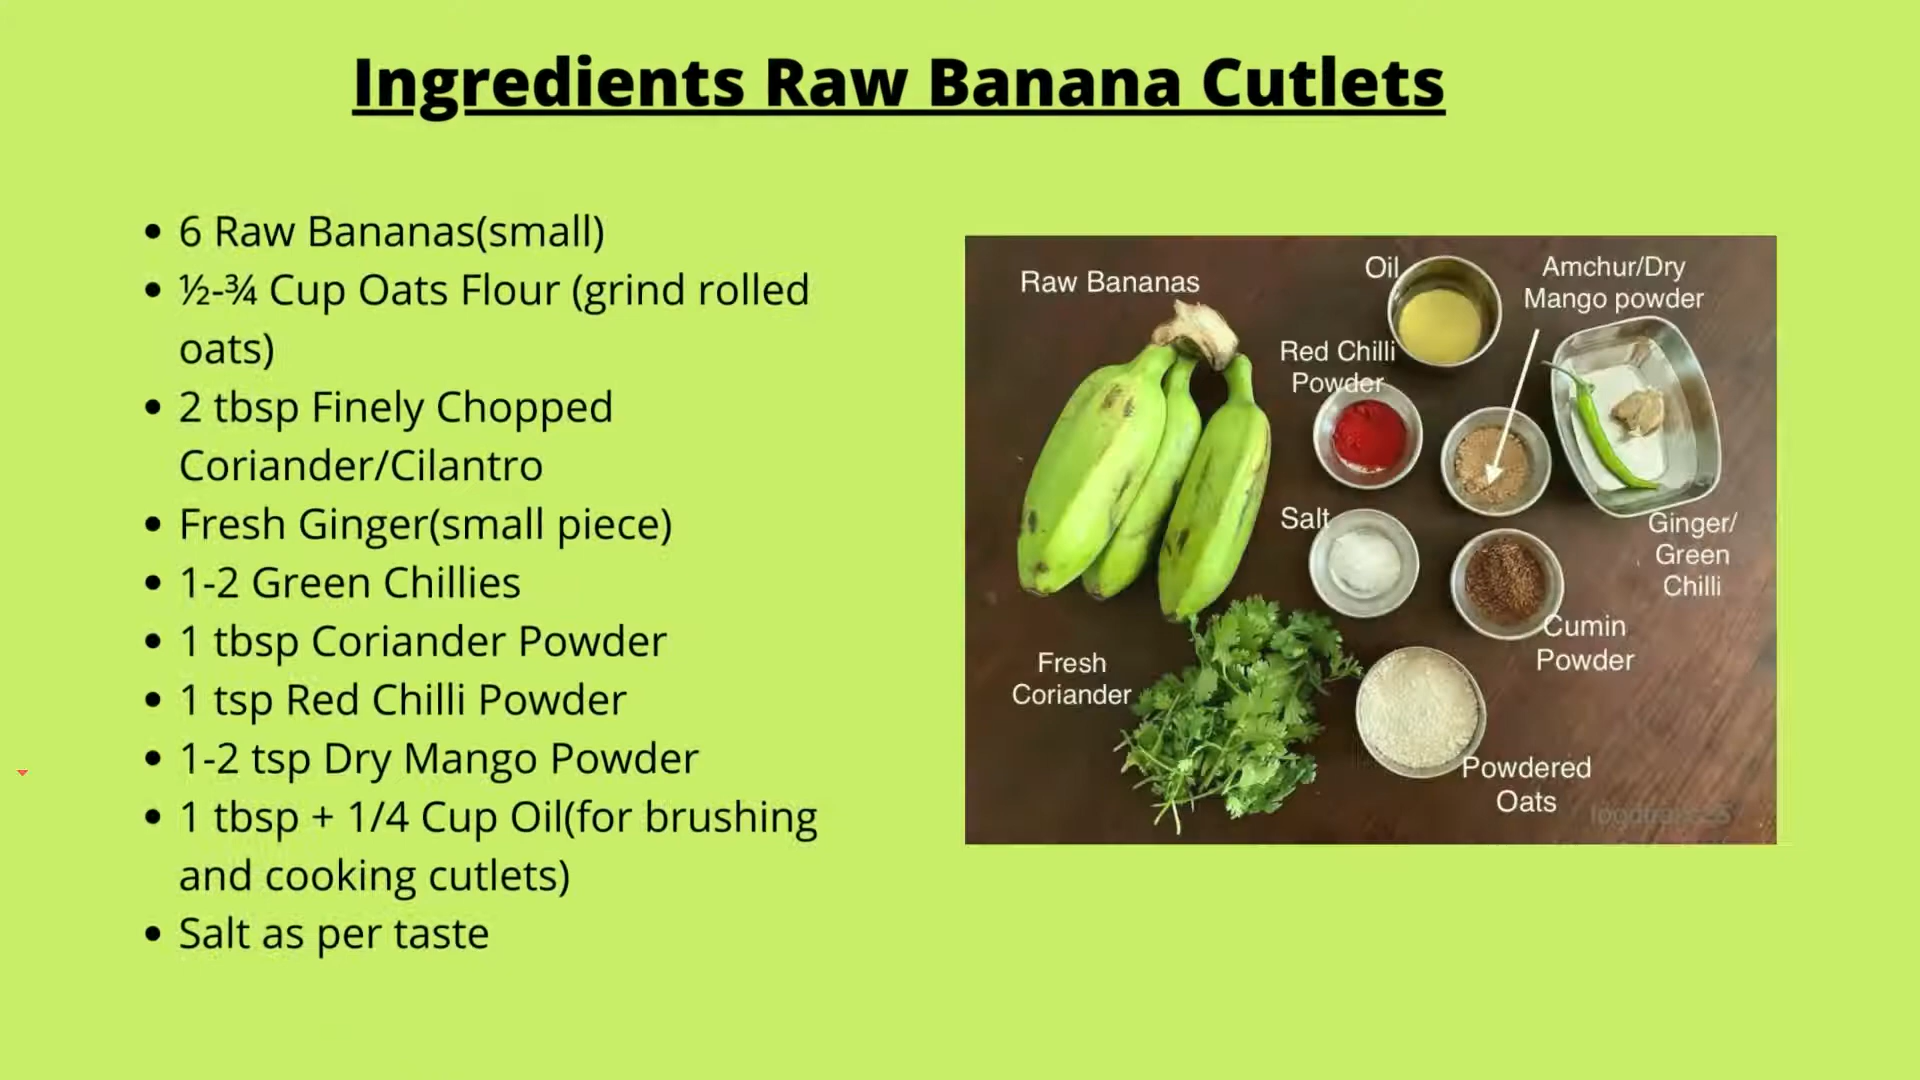 Ingredients Raw Banana Cutlets
6 Raw Bananas(small)
½-¾ Cup Oats Flour (grind rolled
oats)
2 tbsp Finely Chopped
Coriander/Cilantro
Fresh Ginger(small piece)
1-2 Green Chillies
1 tbsp Coriander Powder
1 tsp Red Chilli Powder
1-2 tsp Dry Mango Powder
1 tbsp + 1/4 Cup Oil(for brushing
and cooking cutlets)
Salt as per taste
Raw Bananas
Oil
Amchur/Dry
Mango powder
Red Chilli
Powder
Salt
Ginger/
Green
Chilli
Cumin
Powder
Fresh
Coriander
Powdered
Oats